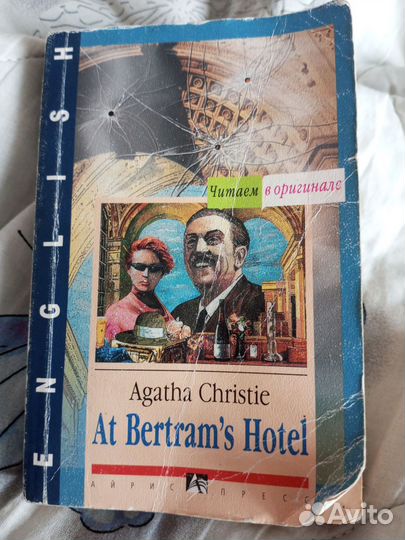 ENGLISH
Читаем в оригинале
Agatha Christie
At Bertram's Hotel
АЙРИС ПРЕСС
Avito